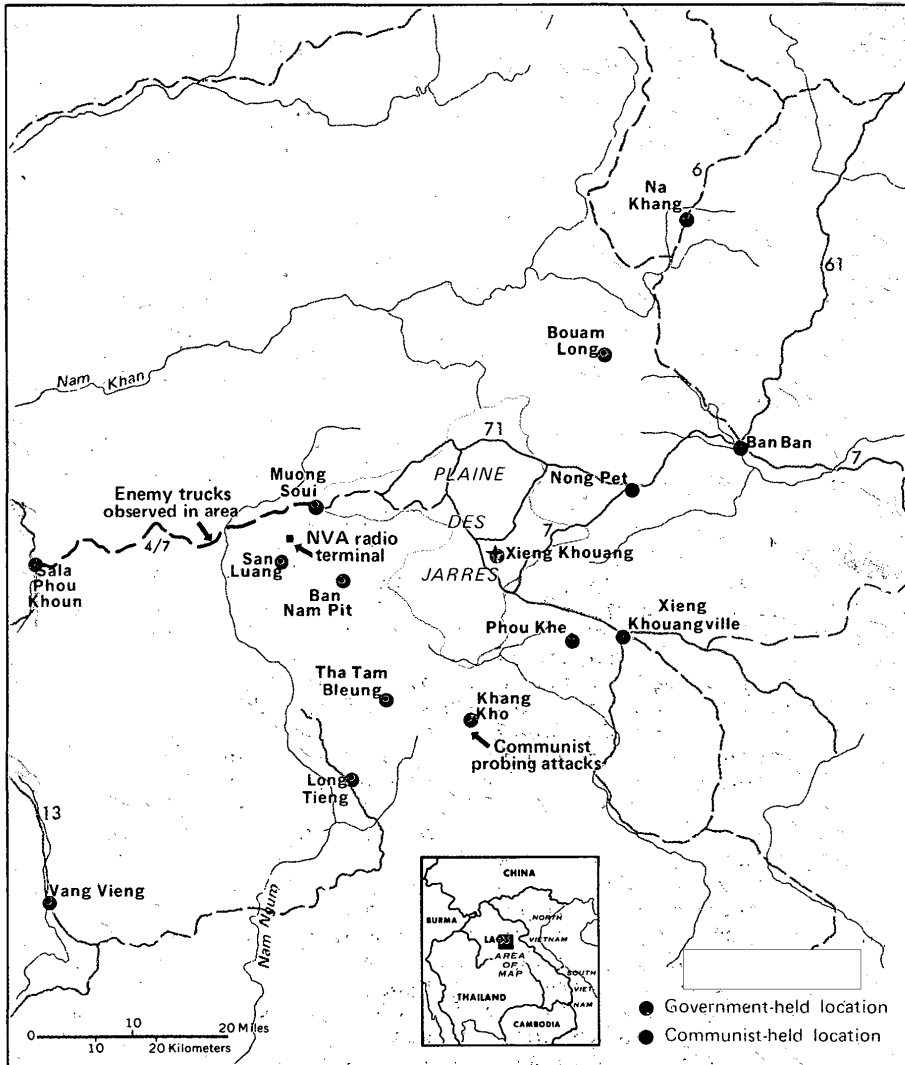 6
Na
Khang
61
Bouam
Long
Nam Khan
71
Ban Ban
7
Muong
Soui
PLAINE
Nong Pet
Enemy trucks
observed in area
NVA radio
terminal
DES
7
4/7
Xieng Khouang
San
Luang
Sala
Phou
Khoun
Ban
Nam Pit
JARRES
Xieng
Khouangville
Phou Khe
Tha Tam
Bleung
Khang
Kho
Communist
probing attacks
Long
Tieng
13
Vang Vieng
Nam Ngum
CHINA
BURMA
NORTH
VIETNAM
LAOS
AREA
OF
MAP
SOUTH
VIET
NAM
THAILAND
CAMBODIA
Government-held location
Communist-held location
0 10 20 Miles
10 20 Kilometers